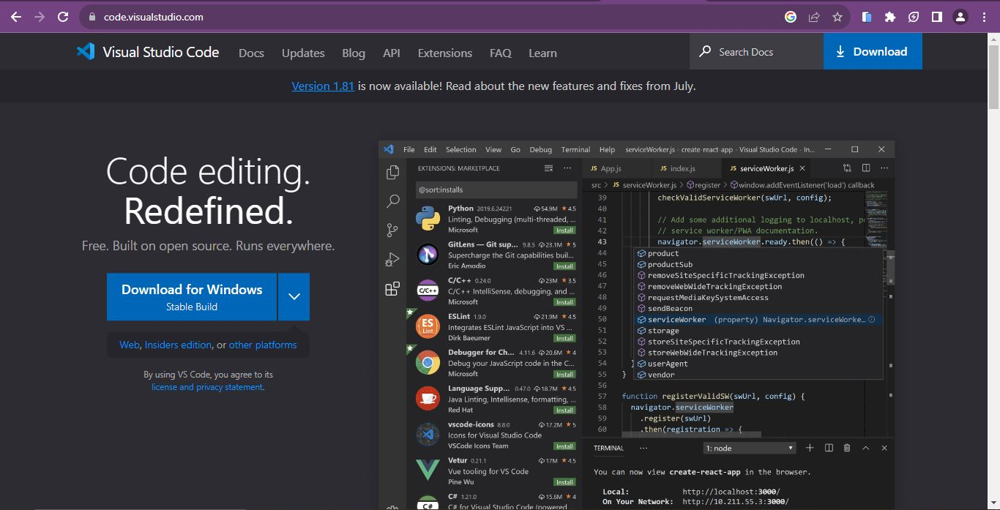 code.visualstudio.com
Visual Studio Code Docs Updates Blog API Extensions FAQ Learn Search Docs Download
Version 1.81 is now available! Read about the new features and fixes from July.
Code editing.
Redefined.
Free. Built on open source. Runs everywhere.
Download for Windows
Stable Build
Web, Insiders edition, or other platforms
By using VS Code, you agree to its
license and privacy statement.
File Edit Selection View Go Debug Terminal Help serviceWorker.js - create-react-app - Visual Studio Code - In...
EXTENSIONS: MARKETPLACE
@sort:installs
Python 2019.6.24221 54.9M 4.5
Linting, Debugging (multi-threaded, ...
Microsoft Install
GitLens — Git sup... 9.8.5 23.1M 5
Supercharge the Git capabilities buil...
Eric Amodio Install
C/C++
C/C++ 0.24.0 23M 3.5
C/C++ IntelliSense, debugging, and ...
Microsoft Install
ES
Lint
ESLint 1.9.0 21.9M 4.5
Integrates ESLint JavaScript into VS ...
Dirk Baeumer Install
Debugger for Ch... 4.11.6 20.6M 4
Debug your JavaScript code in the C...
Microsoft Install
Language Supp... 0.47.0 18.7M 4.5
Java Linting, Intellisense, formatting, ...
Red Hat Install
vscode-icons 8.8.0 17.2M 5
Icons for Visual Studio Code
VSCode Icons Team Install
Vetur 0.21.1 17M 4.5
Vue tooling for VS Code
Pine Wu Install
C#
C# 1.21.0 15.6M 4
C# for Visual Studio Code (powered
JS App.js JS index.js JS serviceWorker.js
src > JS serviceWorker.js > register > window.addEventListener('load') callback
39 checkValidServiceWorker(swUrl, config);
40
41 // Add some additional logging to localhost, p
42 // service worker/PWA documentation.
43 navigator.serviceWorker.ready.then(() => {
44 product
45 productSub
46 removeSiteSpecificTrackingException
47 removeWebWideTrackingException
48 requestMediaKeySystemAccess
49 sendBeacon
50 serviceWorker (property) Navigator.serviceWorke...
51 storage
52 storeSiteSpecificTrackingException
53 storeWebWideTrackingException
54 } userAgent
55 } vendor
56
57 function registerValidSW(swUrl, config) {
58 navigator.serviceWorker
59 .register(swUrl)
60 .then(registration => {
TERMINAL ... 1: node
You can now view create-react-app in the browser.
Local: http://localhost:3000/
On Your Network: http://10.211.55.3:3000/